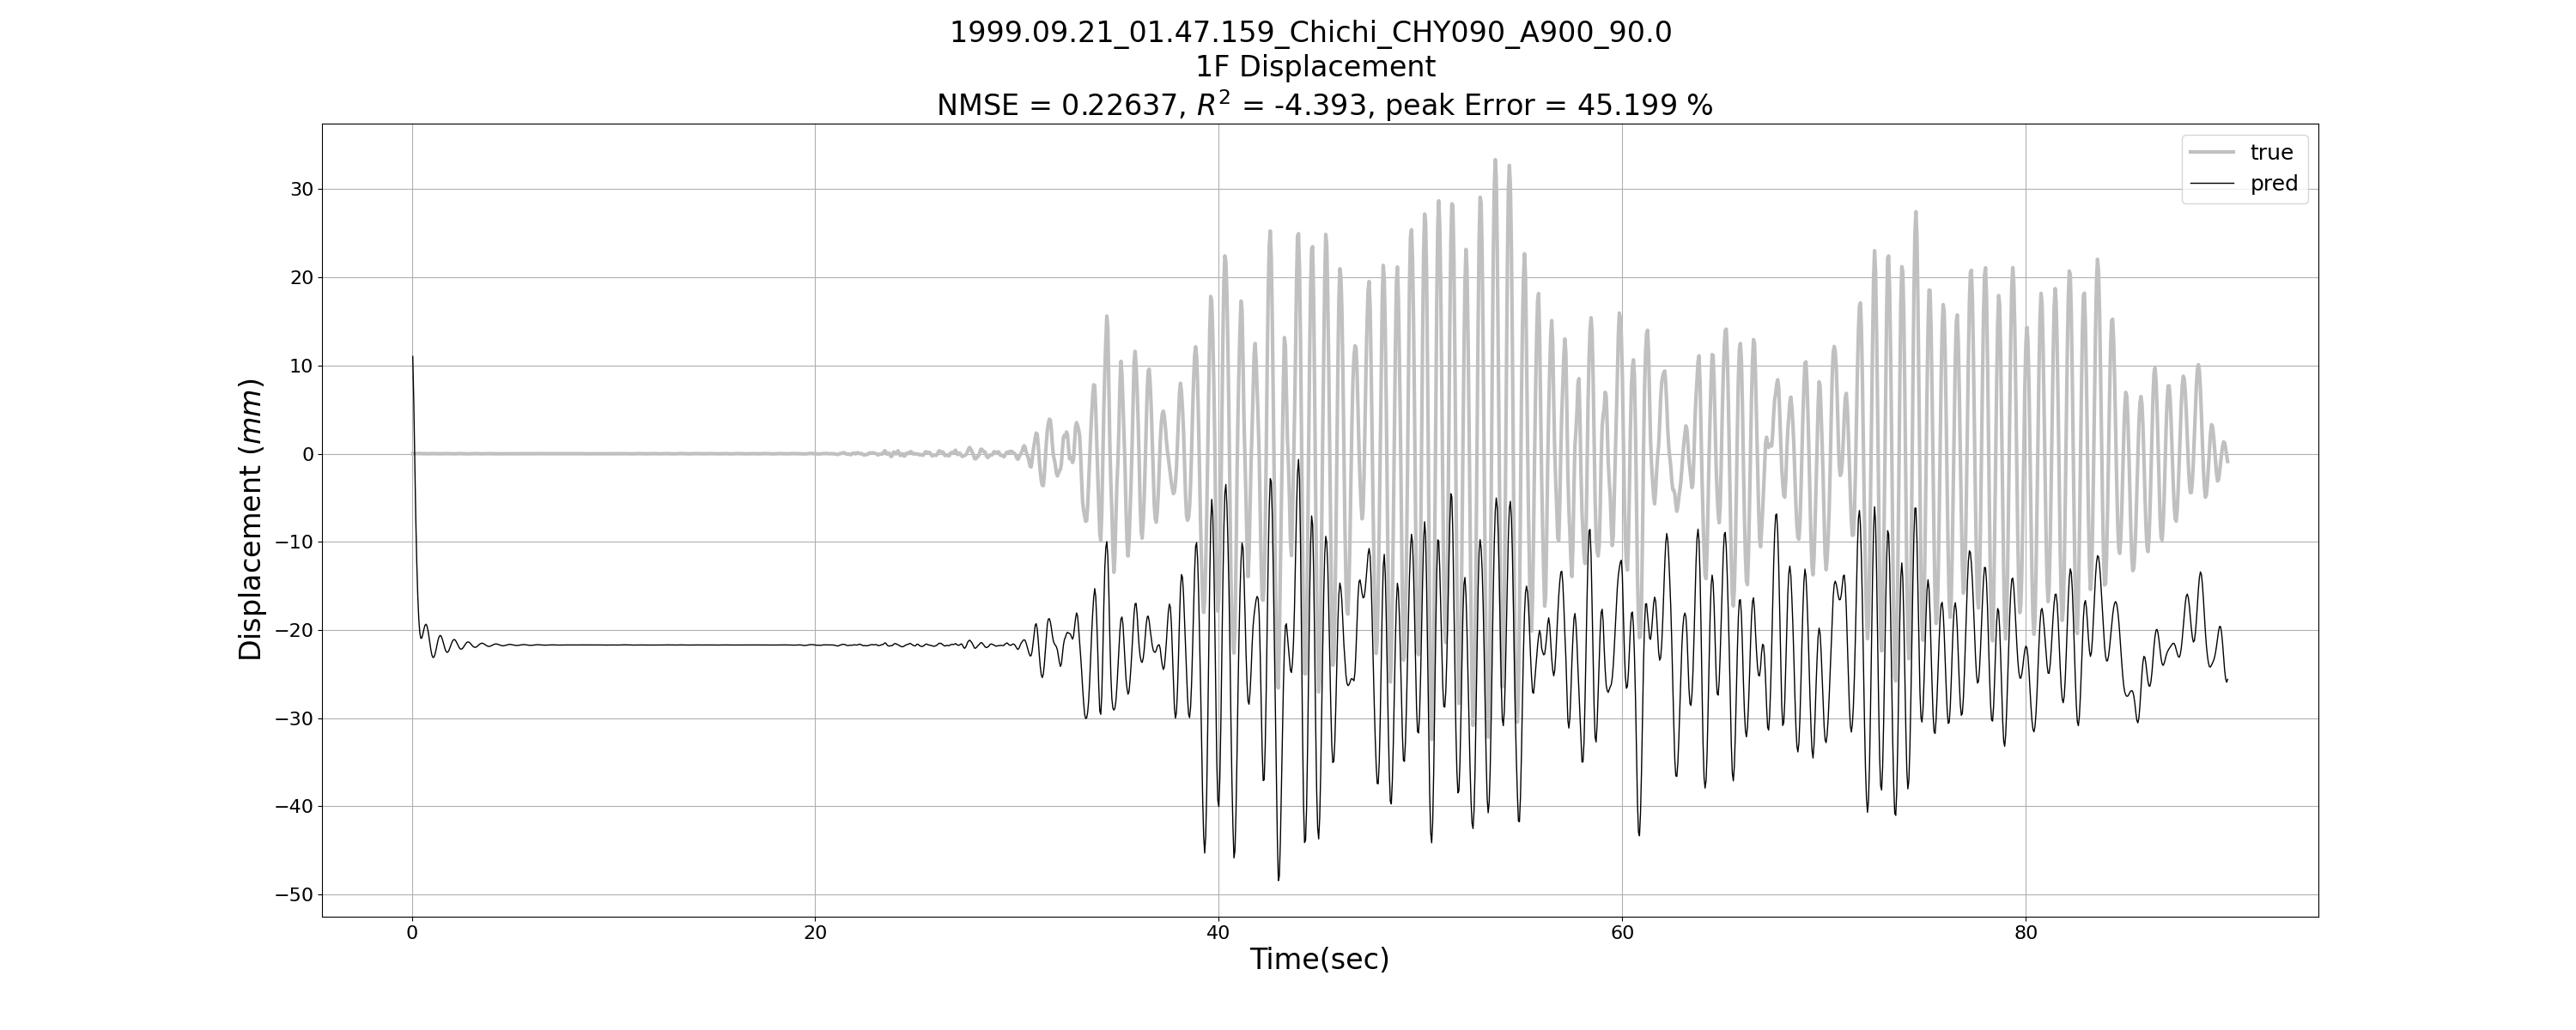 1999.09.21_01.47.159_Chichi_CHY090_A900_90.0
1F Displacement
NMSE = 0.22637, R² = -4.393, peak Error = 45.199 %
true
pred
Displacement (mm)
30
20
10
0
−10
−20
−30
−40
−50
0 20 40 60 80
Time(sec)